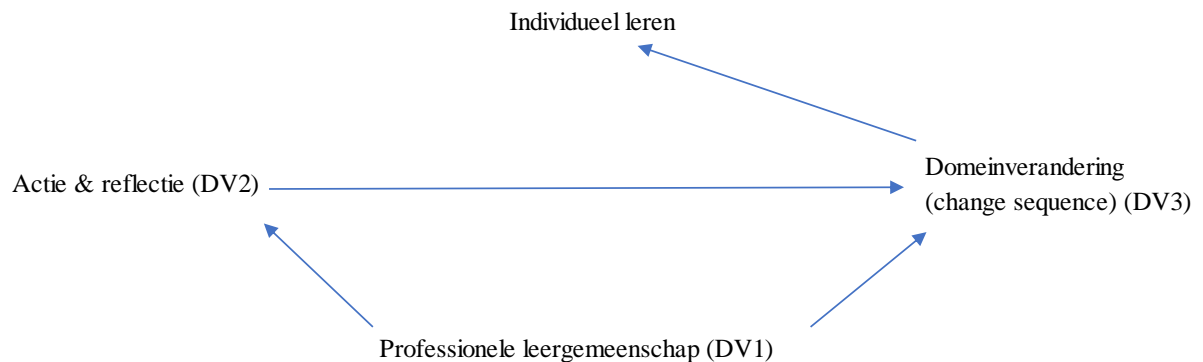 Individueel leren
Actie & reflectie (DV2)
Domeinverandering
(change sequence) (DV3)
Professionele leergemeenschap (DV1)